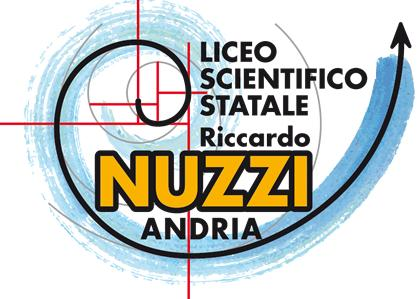 LICEO
SCIENTIFICO
STATALE
Riccardo
NUZZI
ANDRIA